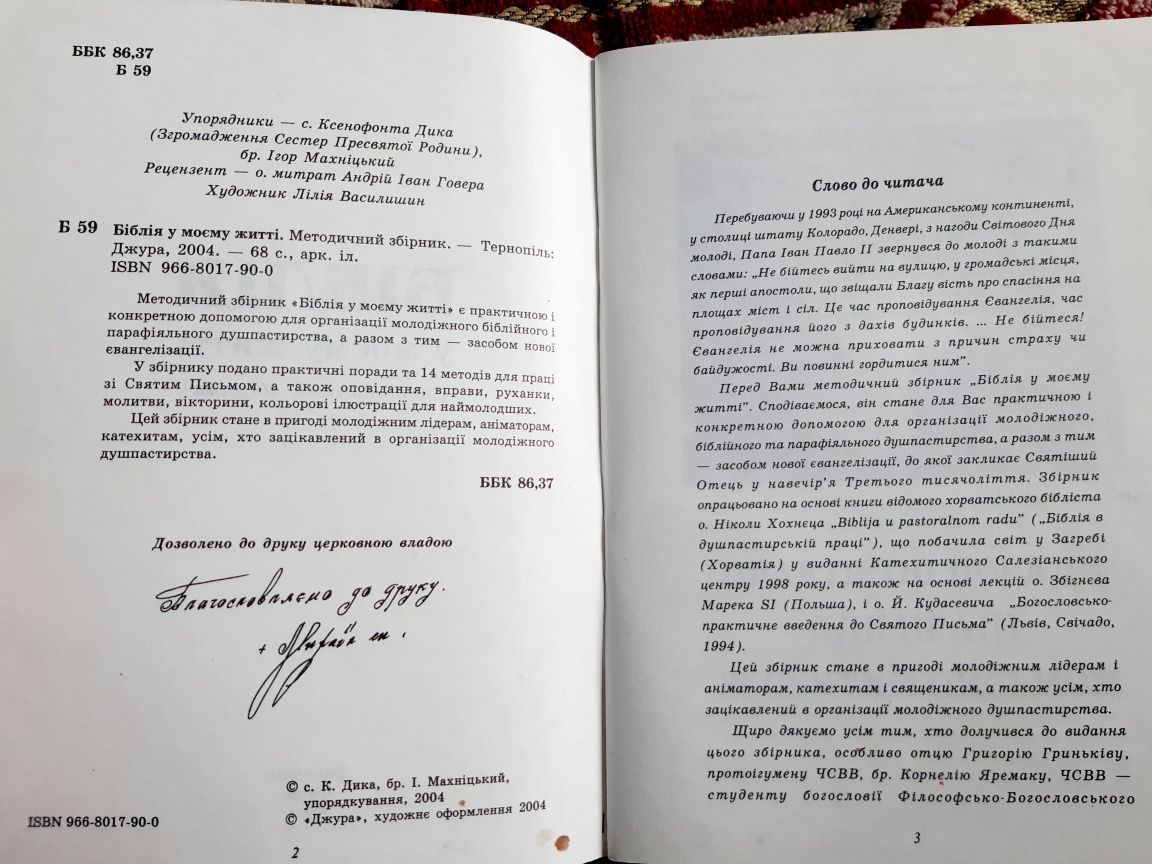 ББК 86,37
Б 59
Упорядники — с. Ксенофонта Дика
(Згромадження Сестер Пресвятої Родини),
бр. Ігор Махніцький
Рецензент — о. митрат Андрій Іван Говера
Художник Лілія Василишин
Б 59 Біблія у моєму житті. Методичний збірник. — Тернопіль:
Джура, 2004. — 68 с., арк. іл.
ISBN 966-8017-90-0
Методичний збірник «Біблія у моєму житті» є практичною і
конкретною допомогою для організації молодіжного біблійного і
парафіяльного душпастирства, а разом з тим — засобом нової
євангелізації.
У збірнику подано практичні поради та 14 методів для праці
зі Святим Письмом, а також оповідання, вправи, руханки,
молитви, вікторини, кольорові ілюстрації для наймолодших.
Цей збірник стане в пригоді молодіжним лідерам, аніматорам,
катехитам, усім, хто зацікавлений в організації молодіжного
душпастирства.
ББК 86,37
Дозволено до друку церковною владою
Благословляємо до друку.
© с. К. Дика, бр. І. Махніцький,
упорядкування, 2004
© «Джура», художнє оформлення 2004
ISBN 966-8017-90-0
2
Слово до читача
Перебуваючи у 1993 році на Американському континенті,
у столиці штату Колорадо, Денвері, з нагоди Світового Дня
молоді, Папа Іван Павло ІІ звернувся до молоді з такими
словами: „Не бійтесь вийти на вулицю, у громадські місця,
як перші апостоли, що звіщали Благу вість про спасіння на
площах міст і сіл. Це час проповідування Євангелія, час
проповідування його з дахів будинків. ... Не бійтеся!
Євангелія не можна приховати з причин страху чи
байдужості. Ви повинні гордитися ним”.
Перед Вами методичний збірник „Біблія у моєму
житті”. Сподіваємося, він стане для Вас практичною і
конкретною допомогою для організації молодіжного,
біблійного та парафіяльного душпастирства, а разом з тим
— засобом нової євангелізації, до якої закликає Святіший
Отець у навечір'я Третього тисячоліття. Збірник
опрацьовано на основі книги відомого хорватського бібліста
о. Ніколи Хохнєца „Biblija u pastoralnom radu” („Біблія в
душпастирській праці”), що побачила світ у Загребі
(Хорватія) у виданні Катехитичного Салезіанського
центру 1998 року, а також на основі лекцій о. Збігнєва
Марека SI (Польща), і о. Й. Кудасевича „Богословсько-
практичне введення до Святого Письма” (Львів, Свічадо,
1994).
Цей збірник стане в пригоді молодіжним лідерам і
аніматорам, катехитам і священикам, а також усім, хто
зацікавлений в організації молодіжного душпастирства.
Щиро дякуємо усім тим, хто долучився до видання
цього збірника, особливо отцю Григорію Гриньківу,
протоігумену ЧСВВ, бр. Корнелію Яремаку, ЧСВВ —
студенту богословії Філософсько-Богословського
3